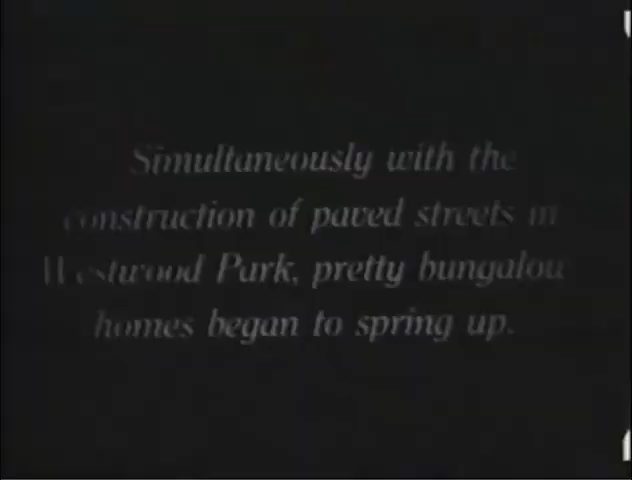 Simultaneously with the
construction of paved streets in
Westwood Park, pretty bungalow
homes began to spring up.